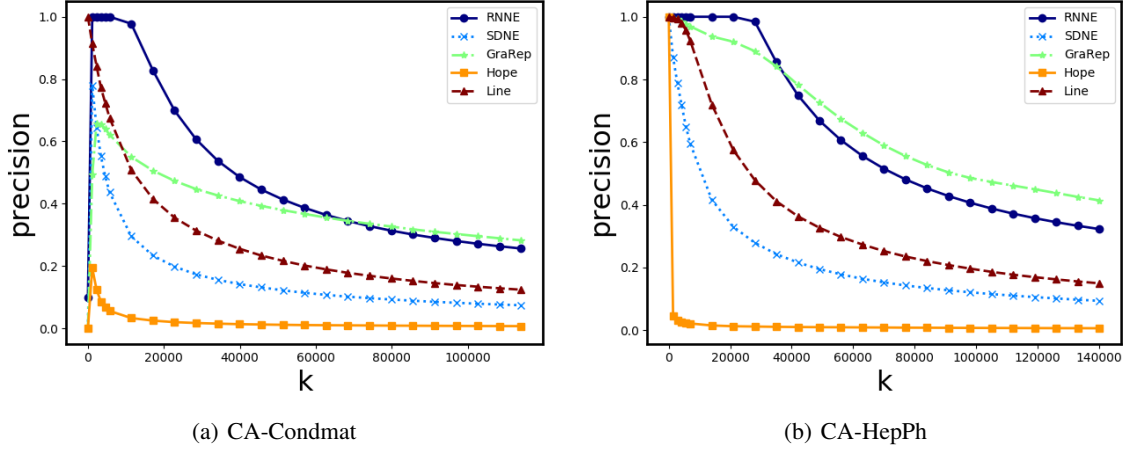 1.0
0.8
0.6
0.4
0.2
0.0
precision
0 20000 40000 60000 80000 100000
k
RNNE
SDNE
GraRep
Hope
Line
(a) CA-Condmat
1.0
0.8
0.6
0.4
0.2
0.0
precision
0 20000 40000 60000 80000 100000 120000 140000
k
RNNE
SDNE
GraRep
Hope
Line
(b) CA-HepPh